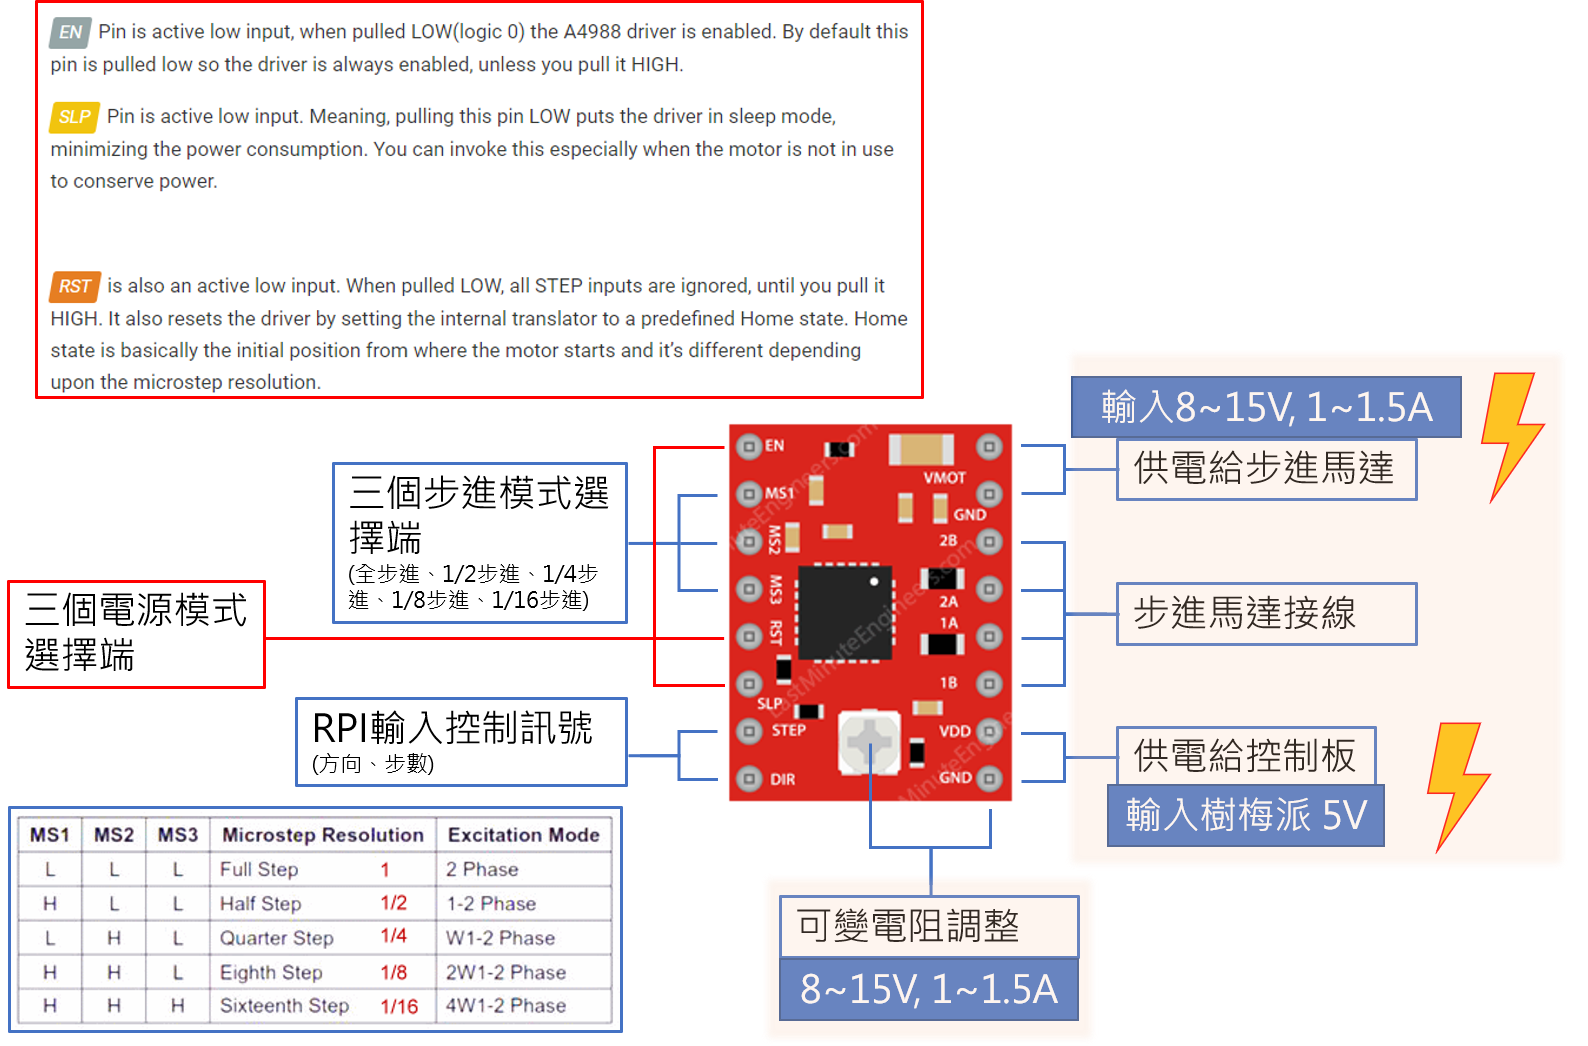 EN Pin is active low input, when pulled LOW(logic 0) the A4988 driver is enabled. By default this
pin is pulled low so the driver is always enabled, unless you pull it HIGH.
SLP Pin is active low input. Meaning, pulling this pin LOW puts the driver in sleep mode,
minimizing the power consumption. You can invoke this especially when the motor is not in use
to conserve power.
RST is also an active low input. When pulled LOW, all STEP inputs are ignored, until you pull it
HIGH. It also resets the driver by setting the internal translator to a predefined Home state. Home
state is basically the initial position from where the motor starts and it's different depending
upon the microstep resolution.
輸入8~15V, 1~1.5A
供電給步進馬達
三個步進模式選
擇端
(全步進、1/2步進、1/4步
進、1/8步進、1/16步進)
三個電源模式
選擇端
RPI輸入控制訊號
(方向、步數)
EN
MS1
MS2
MS3
RST
SLP
STEP
DIR
VMOT
GND
2B
2A
1A
1B
VDD
GND
LastMinuteEngineers.com
步進馬達接線
供電給控制板
輸入樹梅派 5V
可變電阻調整
8~15V, 1~1.5A
MS1 MS2 MS3 Microstep Resolution Excitation Mode
L L L Full Step 1 2 Phase
H L L Half Step 1/2 1-2 Phase
L H L Quarter Step 1/4 W1-2 Phase
H H L Eighth Step 1/8 2W1-2 Phase
H H H Sixteenth Step 1/16 4W1-2 Phase